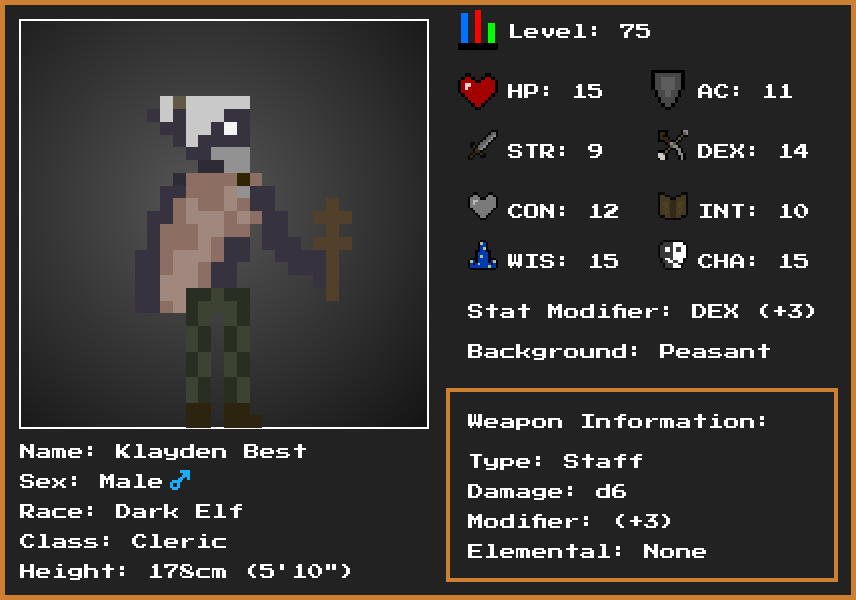 Level: 75
HP: 15 AC: 11
STR: 9 DEX: 14
CON: 12 INT: 10
WIS: 15 CHA: 15
Stat Modifier: DEX (+3)
Background: Peasant
Weapon Information:
Type: Staff
Damage: d6
Modifier: (+3)
Elemental: None
Name: Klayden Best
Sex: Male♂
Race: Dark Elf
Class: Cleric
Height: 178cm (5'10")